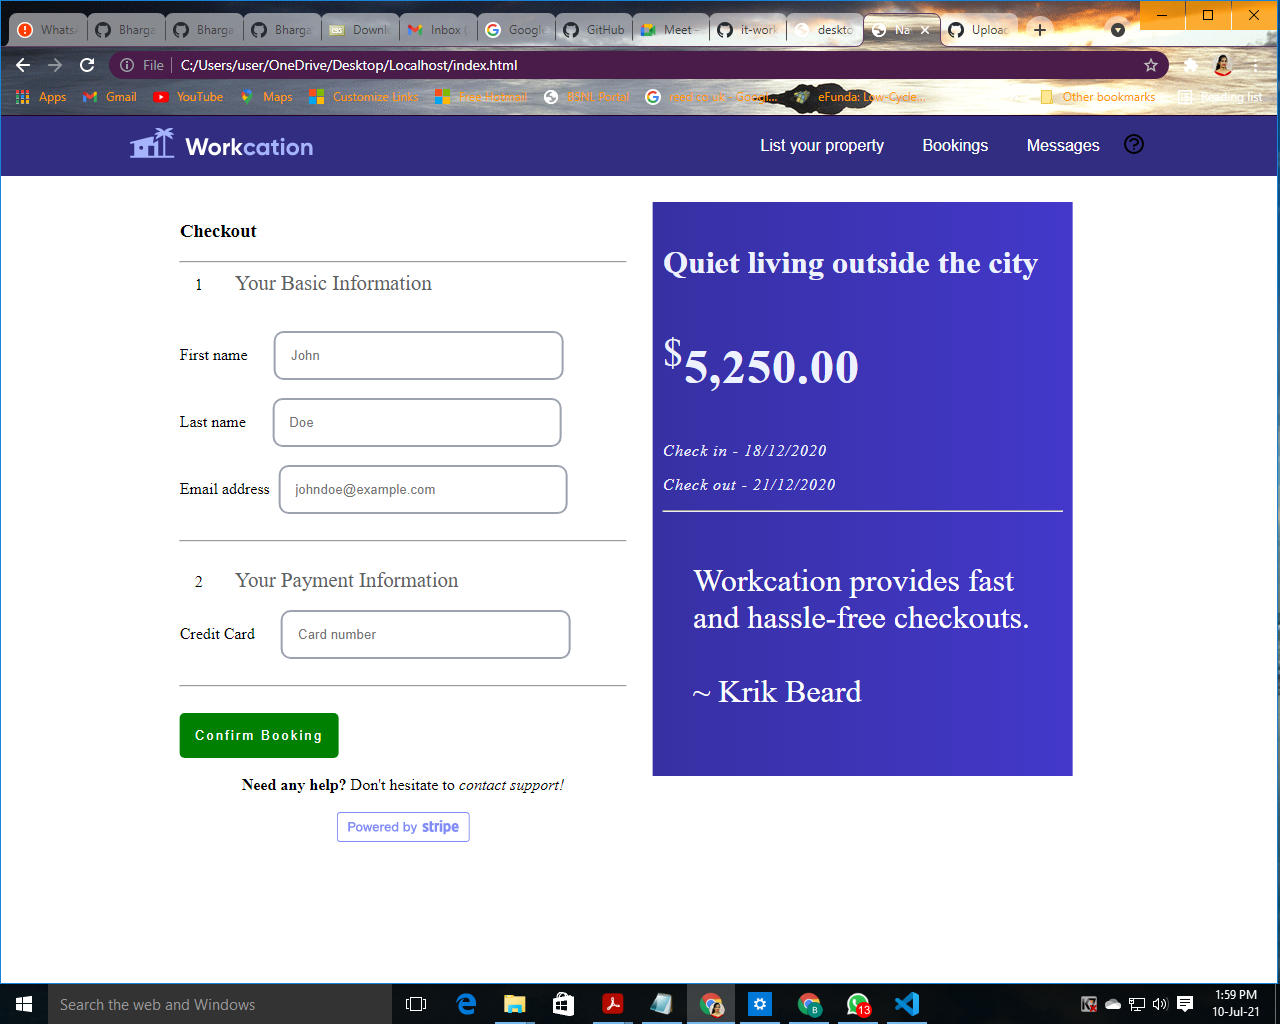 Whats
Bharga
Bharga
Bharga
Downl
Inbox (
Google
GitHub
Meet -
it-work
deskto
Na
Upload
File
C:/Users/user/OneDrive/Desktop/Localhost/index.html
Apps
Gmail
YouTube
Maps
Customize Links
Free Hotmail
BSNL Portal
eFunda: Low-Cycle...
Other bookmarks
Reading list
Workcation
List your property
Bookings
Messages
Checkout
1 Your Basic Information
First name John
Last name Doe
Email address johndoe@example.com
2 Your Payment Information
Credit Card Card number
Confirm Booking
Need any help? Don't hesitate to contact support!
Powered by stripe
Quiet living outside the city
$5,250.00
Check in - 18/12/2020
Check out - 21/12/2020
Workcation provides fast
and hassle-free checkouts.
~ Krik Beard
Search the web and Windows
13
1:59 PM
10-Jul-21